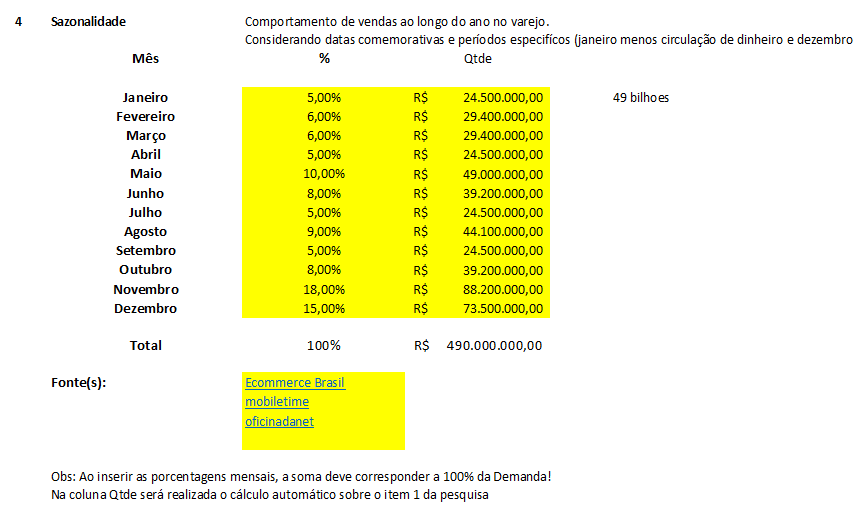 4 Sazonalidade Comportamento de vendas ao longo do ano no varejo.
Considerando datas comemorativas e períodos especifícos (janeiro menos circulação de dinheiro e dezembro
Mês % Qtde
Janeiro 5,00% R$ 24.500.000,00 49 bilhoes
Fevereiro 6,00% R$ 29.400.000,00
Março 6,00% R$ 29.400.000,00
Abril 5,00% R$ 24.500.000,00
Maio 10,00% R$ 49.000.000,00
Junho 8,00% R$ 39.200.000,00
Julho 5,00% R$ 24.500.000,00
Agosto 9,00% R$ 44.100.000,00
Setembro 5,00% R$ 24.500.000,00
Outubro 8,00% R$ 39.200.000,00
Novembro 18,00% R$ 88.200.000,00
Dezembro 15,00% R$ 73.500.000,00
Total 100% R$ 490.000.000,00
Fonte(s): Ecommerce Brasil
mobiletime
oficinadanet
Obs: Ao inserir as porcentagens mensais, a soma deve corresponder a 100% da Demanda!
Na coluna Qtde será realizada o cálculo automático sobre o item 1 da pesquisa